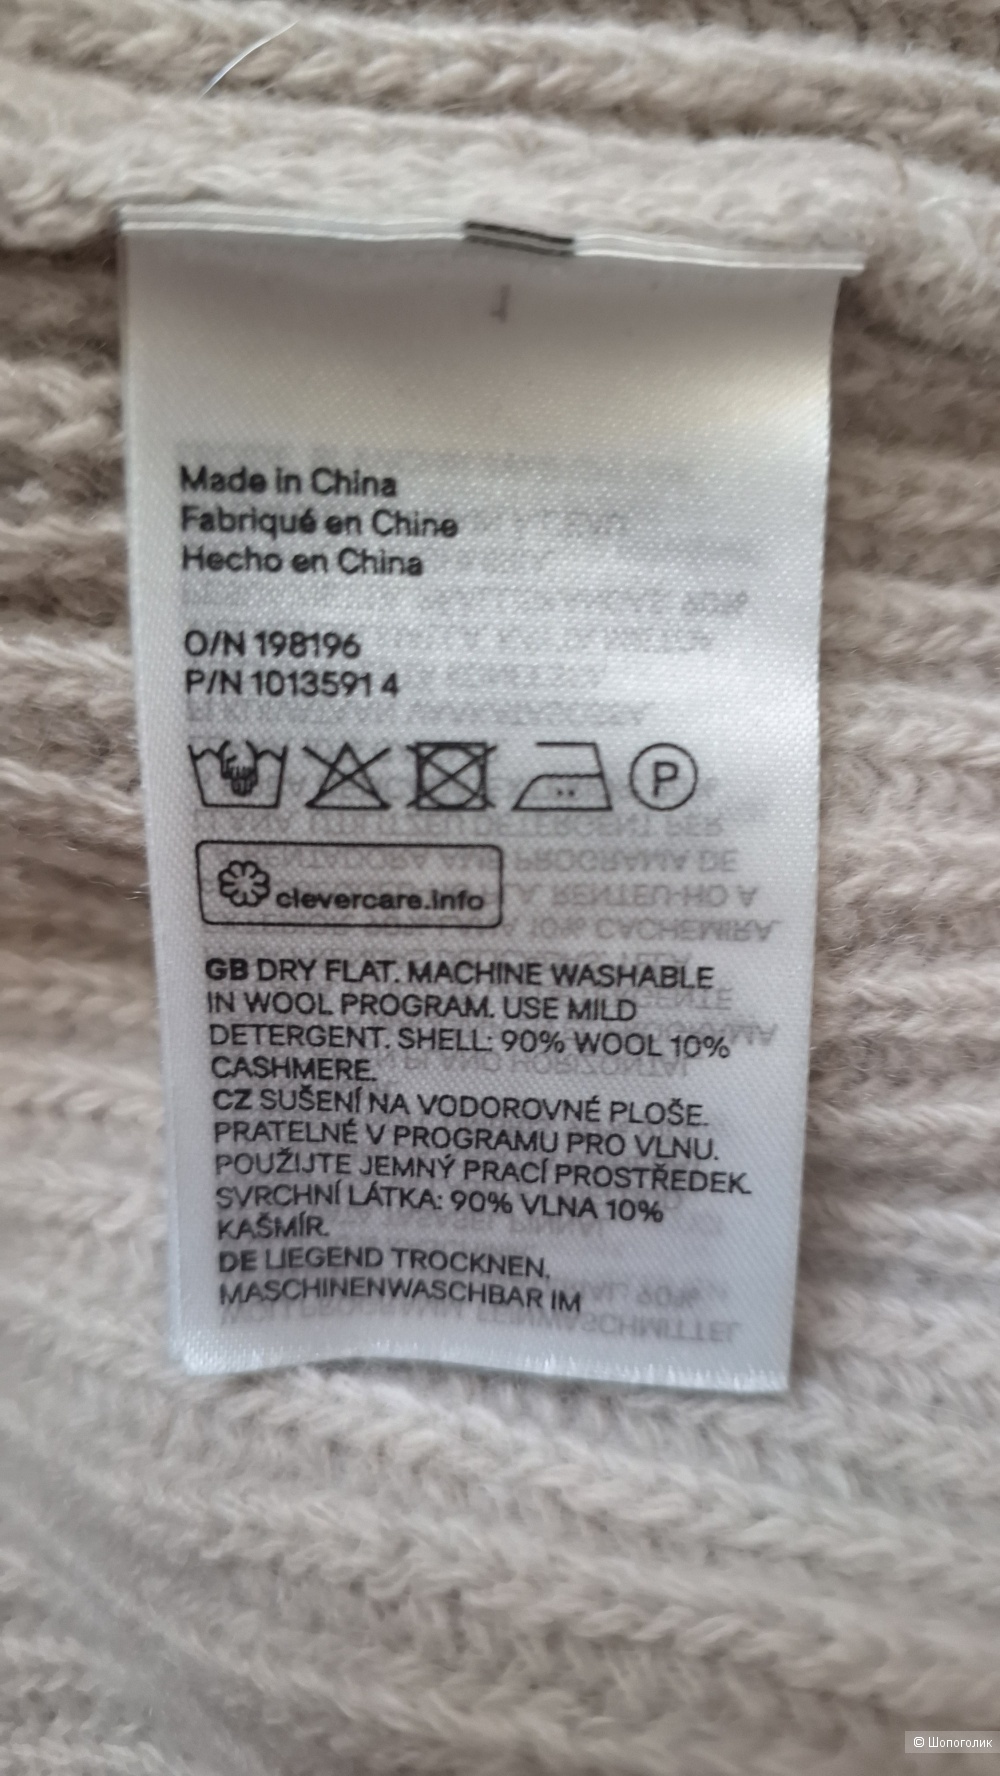 Made in China
Fabriqué en Chine
Hecho en China
O/N 198196
P/N 1013591 4
P
clevercare.info
GB DRY FLAT. MACHINE WASHABLE
IN WOOL PROGRAM. USE MILD
DETERGENT. SHELL: 90% WOOL 10%
CASHMERE.
CZ SUŠENÍ NA VODOROVNÉ PLOŠE.
PRATELNÉ V PROGRAMU PRO VLNU.
POUŽIJTE JEMNÝ PRACÍ PROSTŘEDEK.
SVRCHNÍ LÁTKA: 90% VLNA 10%
KAŠMÍR.
DE LIEGEND TROCKNEN.
MASCHINENWASCHBAR IM
© Шопоголик